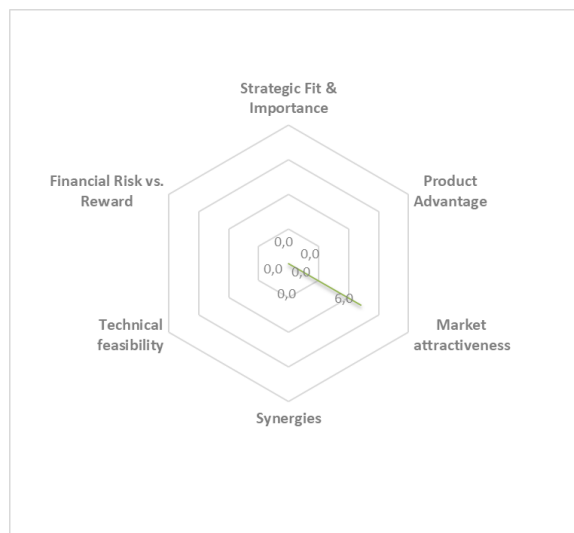 Strategic Fit &
Importance
Financial Risk vs.
Reward
Product
Advantage
0,0
0,0
0,0
0,0
0,0
6,0
Technical
feasibility
Market
attractiveness
Synergies